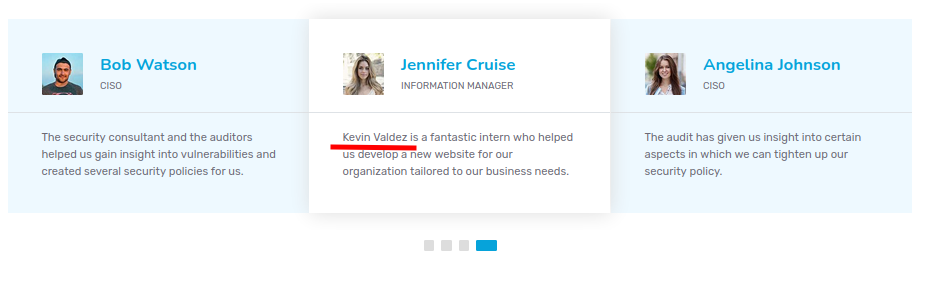 Bob Watson
CISO
The security consultant and the auditors
helped us gain insight into vulnerabilities and
created several security policies for us.
Jennifer Cruise
INFORMATION MANAGER
Kevin Valdez is a fantastic intern who helped
us develop a new website for our
organization tailored to our business needs.
Angelina Johnson
CISO
The audit has given us insight into certain
aspects in which we can tighten up our
security policy.